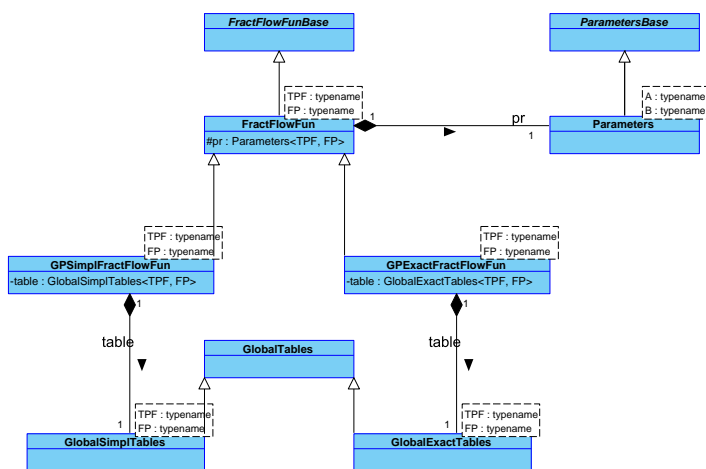 FractFlowFunBase
ParametersBase
TPF : typename
FP : typename
A : typename
B : typename
FractFlowFun
1
pr
1
Parameters
#pr : Parameters<TPF, FP>
TPF : typename
FP : typename
TPF : typename
FP : typename
GPSimplFractFlowFun
-table : GlobalSimplTables<TPF, FP>
GPExactFractFlowFun
-table : GlobalExactTables<TPF, FP>
1
1
table
table
GlobalTables
1
TPF : typename
FP : typename
1
TPF : typename
FP : typename
GlobalSimplTables
GlobalExactTables